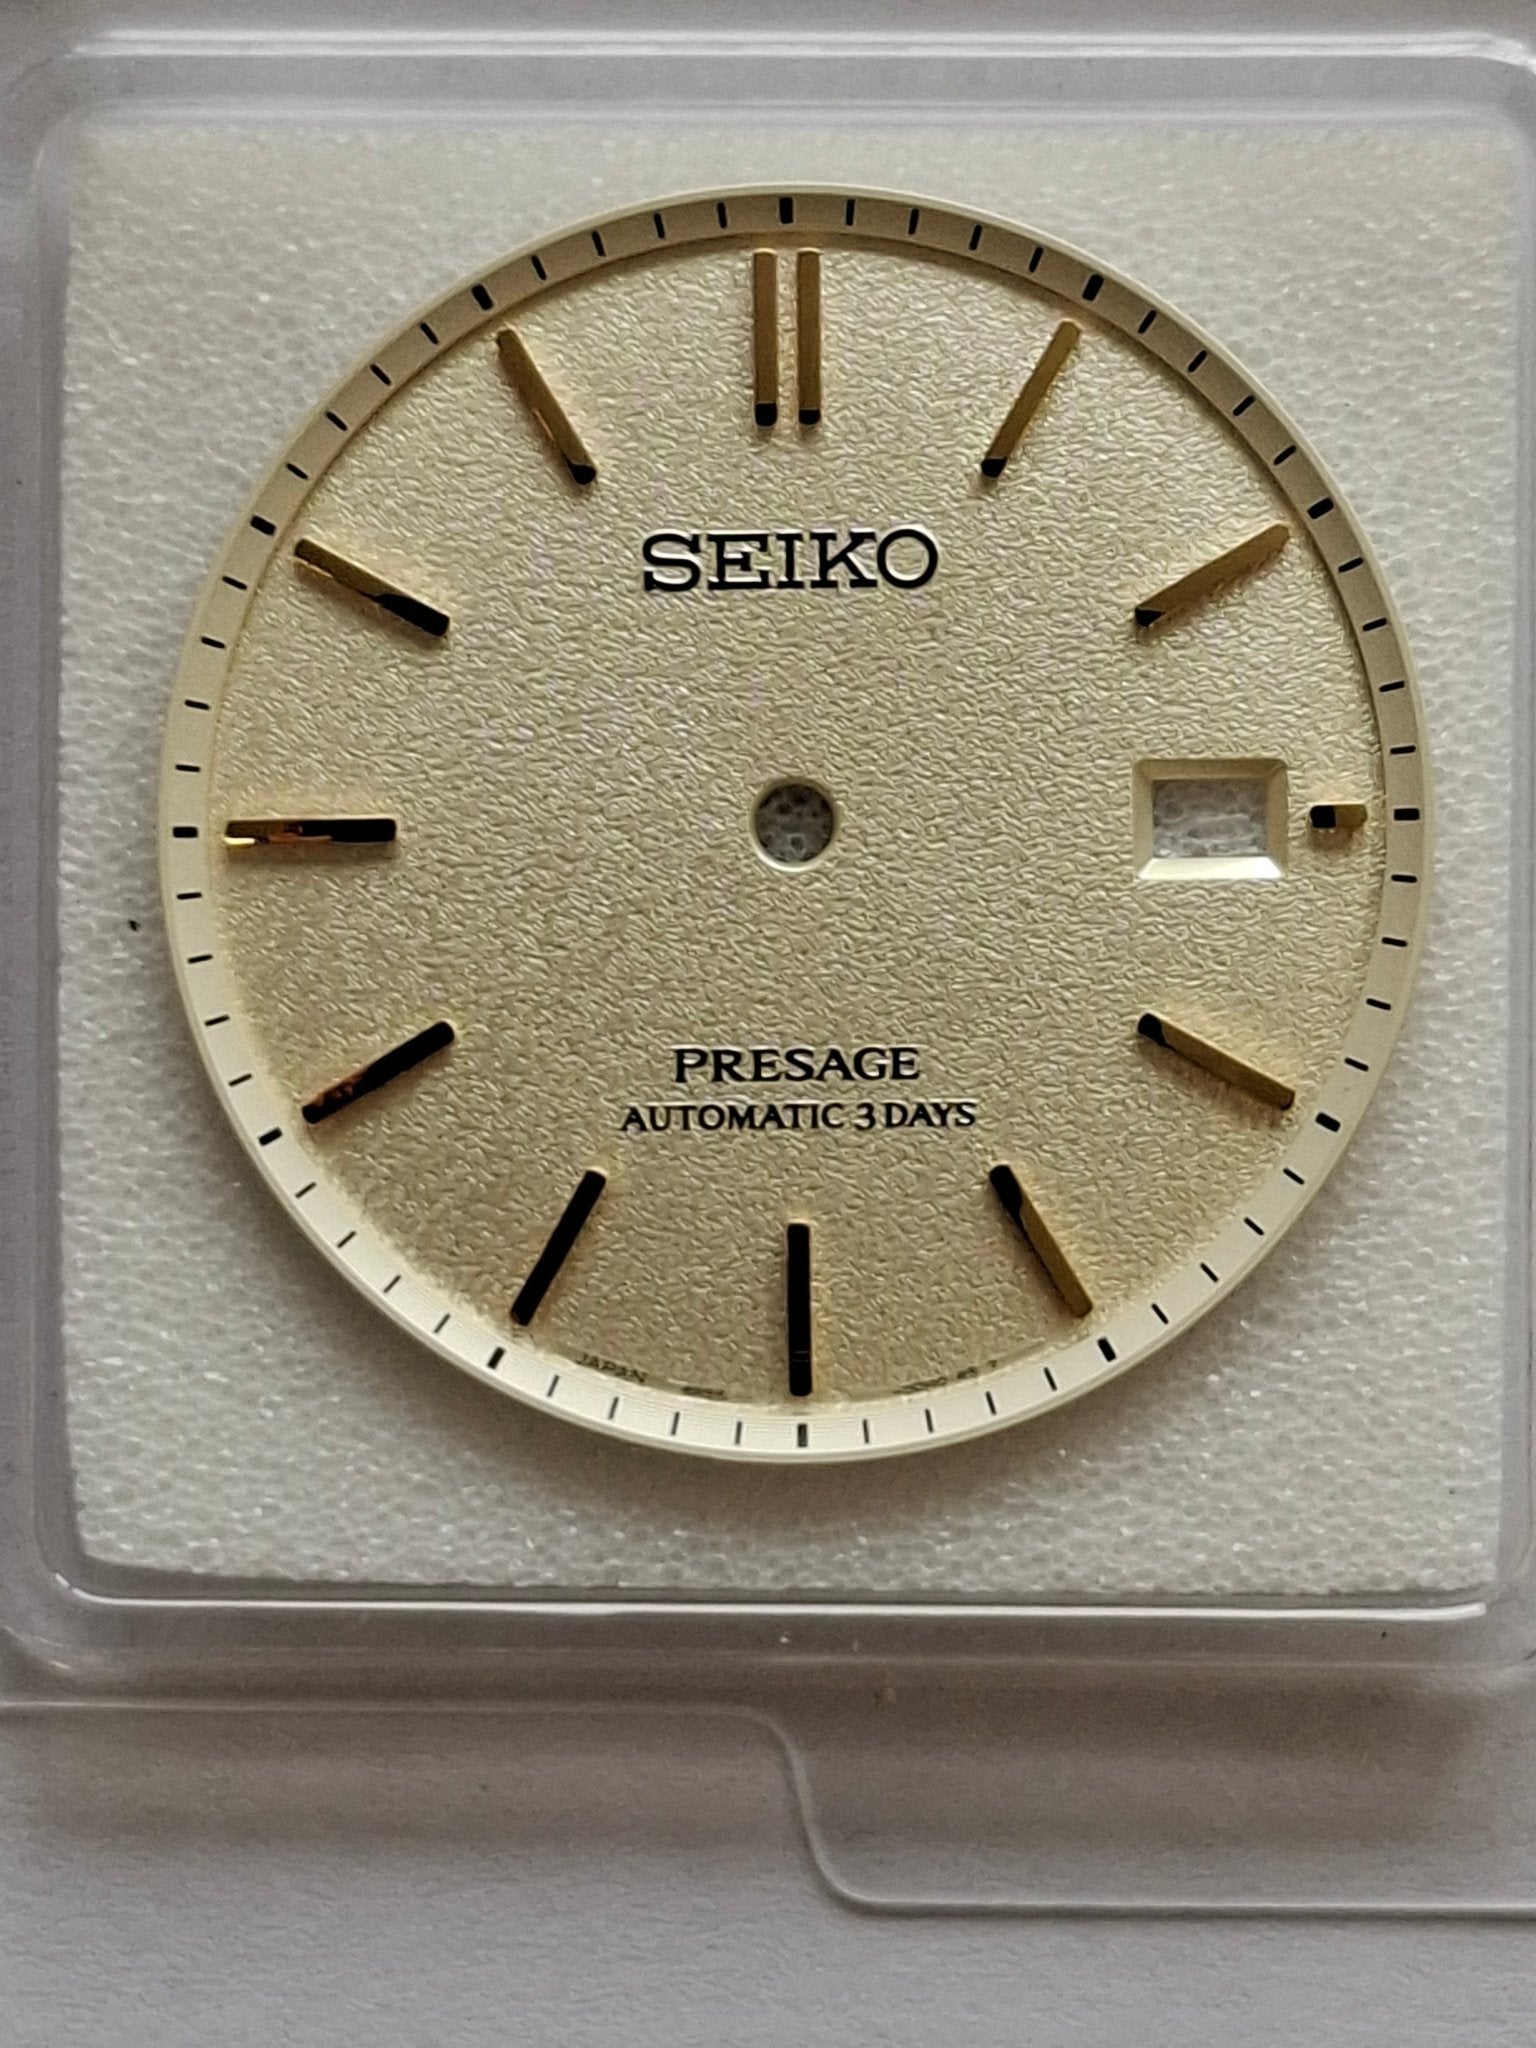 SEIKO
PRESAGE
AUTOMATIC 3 DAYS
JAPAN